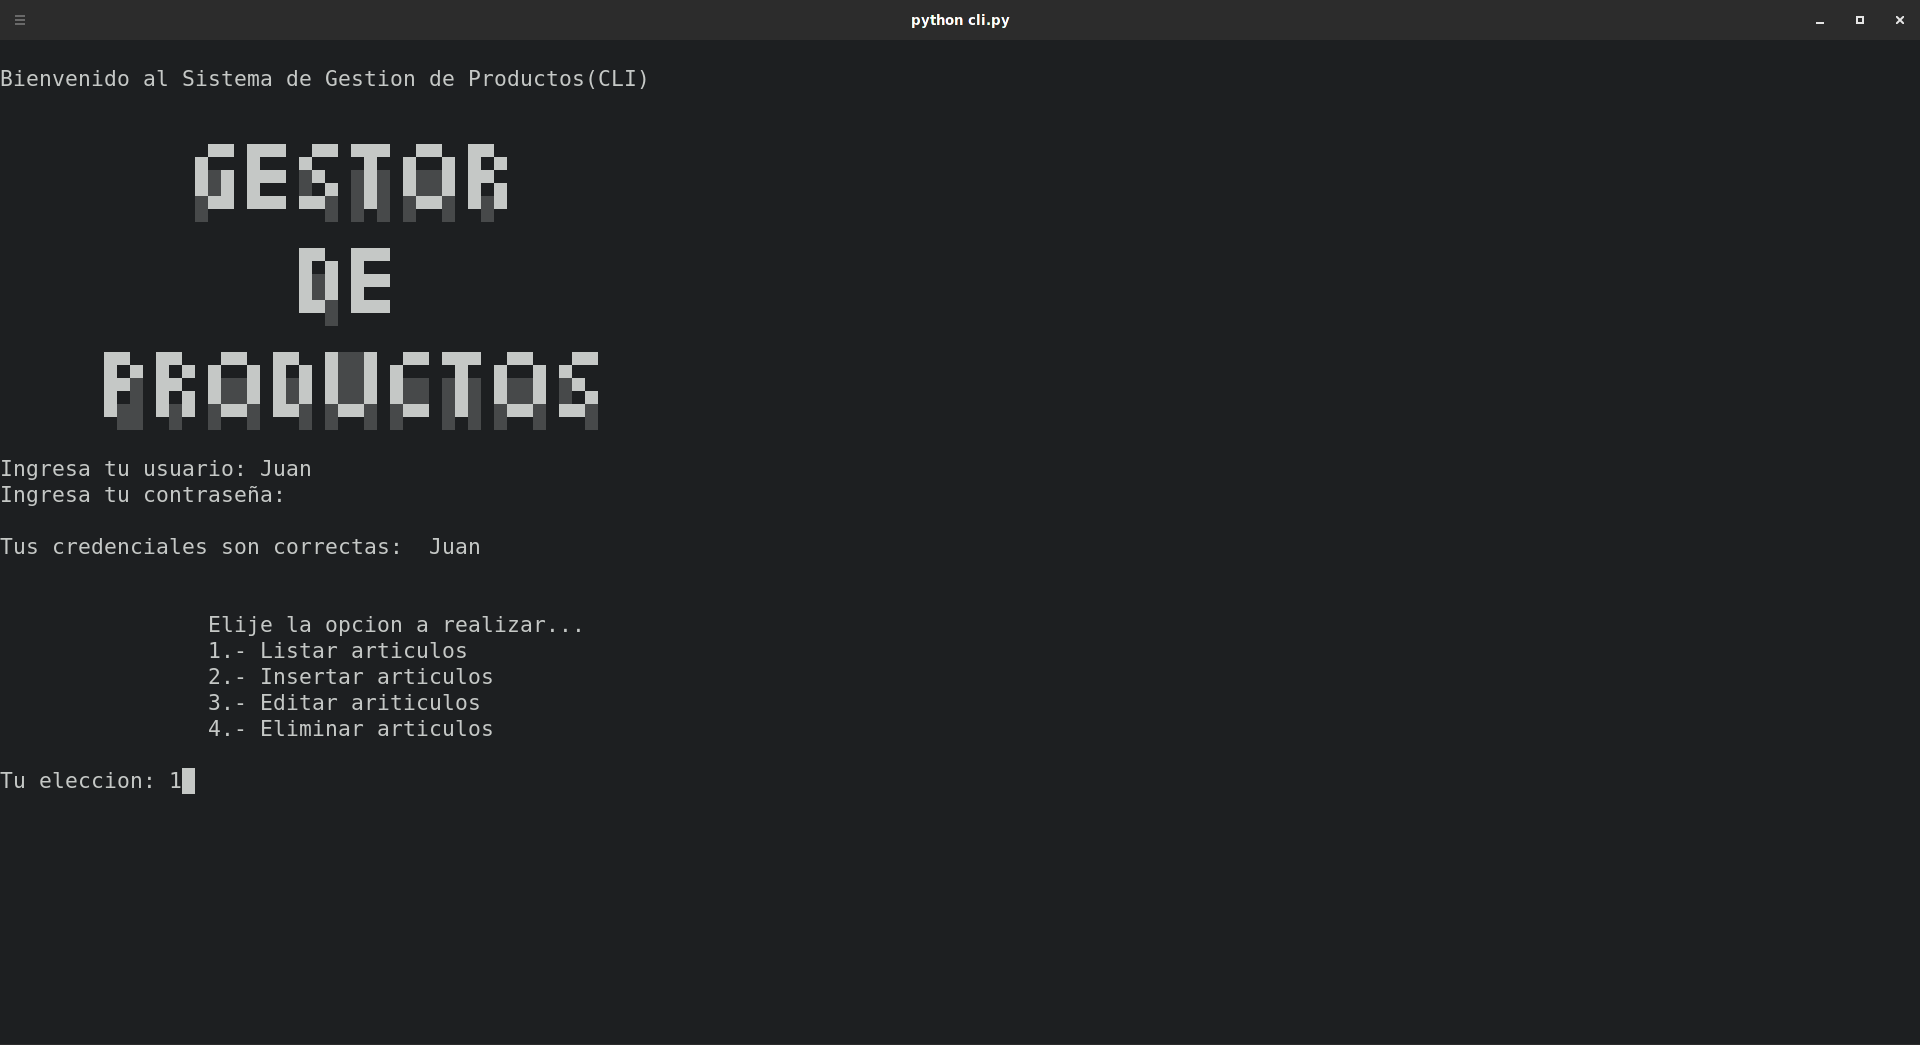 python cli.py
Bienvenido al Sistema de Gestion de Productos(CLI)
GESTOR
DE
PRODUCTOS
Ingresa tu usuario: Juan
Ingresa tu contraseña:
Tus credenciales son correctas:  Juan
Elije la opcion a realizar...
1.- Listar articulos
2.- Insertar articulos
3.- Editar ariticulos
4.- Eliminar articulos
Tu eleccion: 1